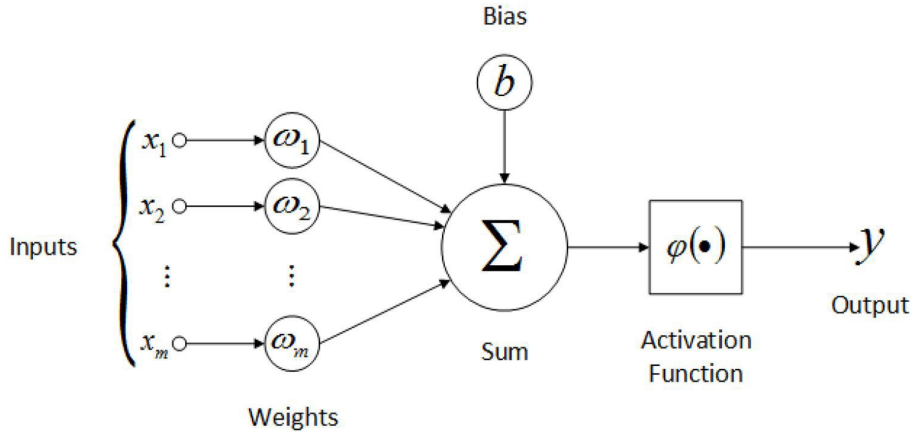 Bias
b
x₁ ω₁
x₂ ω₂
Inputs
⋮ ⋮
Σ
φ(•)
y
Output
xₘ ωₘ
Sum
Activation
Function
Weights